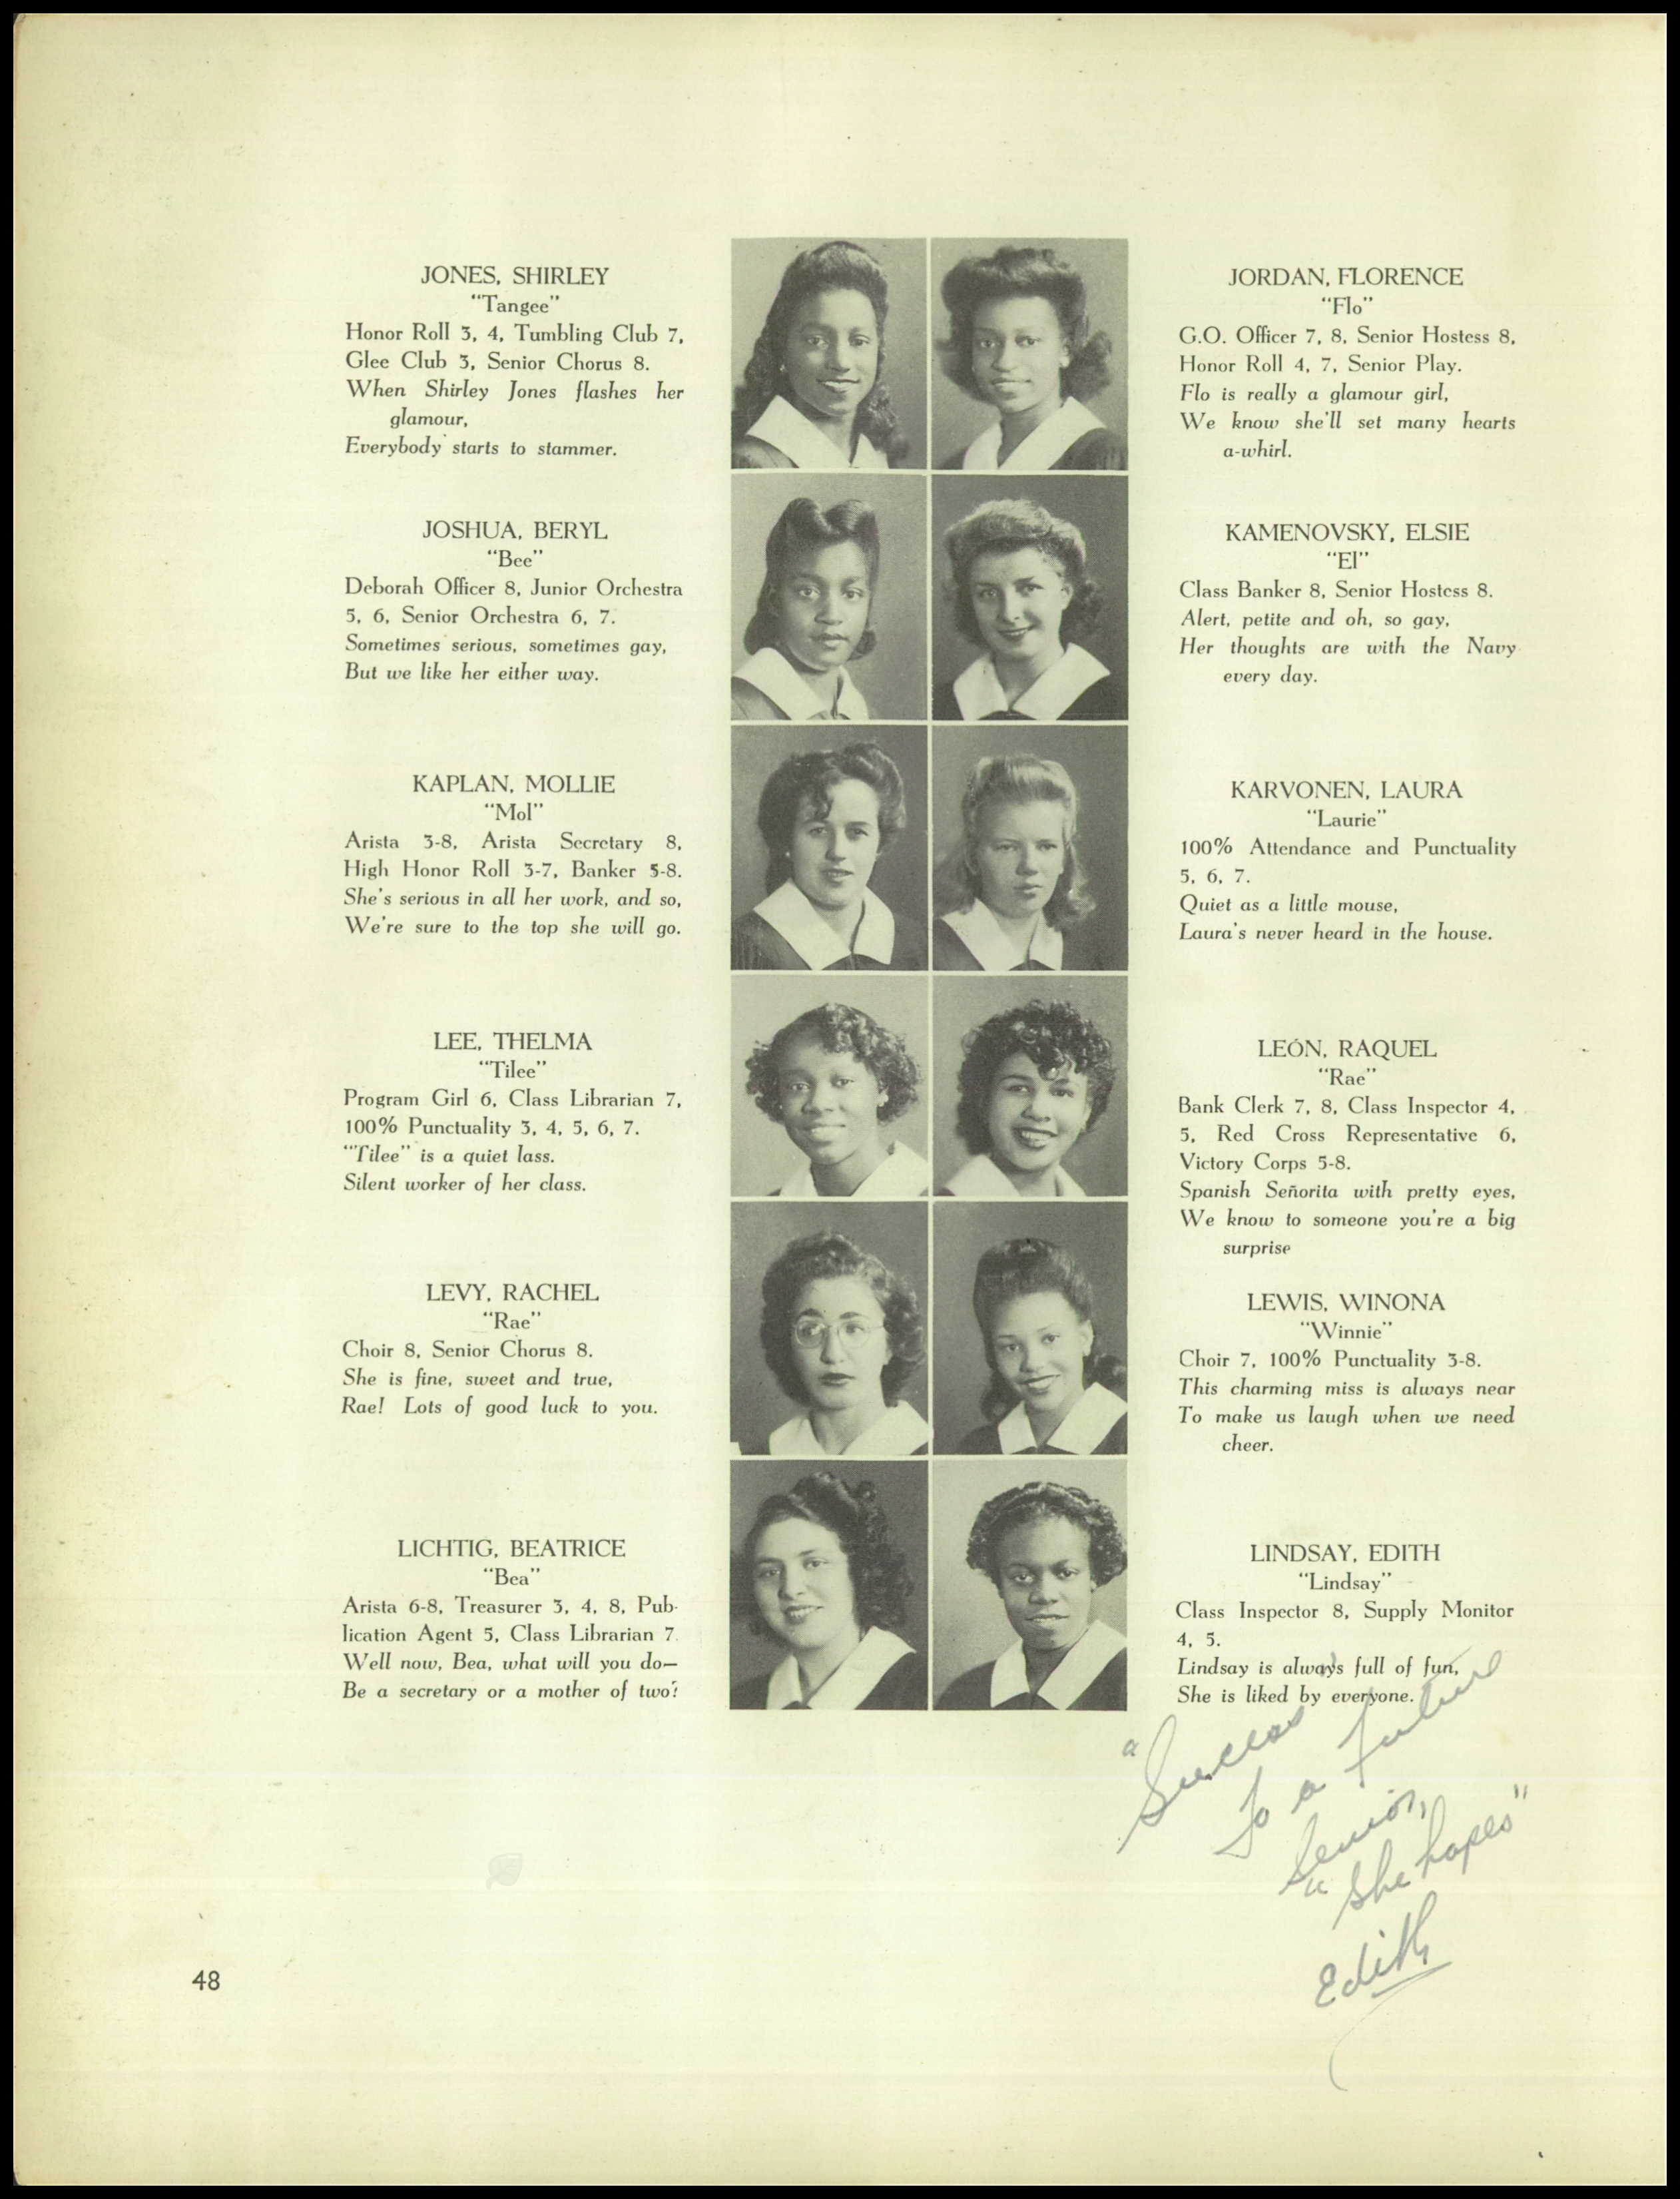 JONES, SHIRLEY
"Tangee"
Honor Roll 3, 4, Tumbling Club 7,
Glee Club 3, Senior Chorus 8.
When Shirley Jones flashes her
glamour,
Everybody starts to stammer.
JORDAN, FLORENCE
"Flo"
G.O. Officer 7, 8, Senior Hostess 8,
Honor Roll 4, 7, Senior Play.
Flo is really a glamour girl,
We know she'll set many hearts
a-whirl.
JOSHUA, BERYL
"Bee"
Deborah Officer 8, Junior Orchestra
5, 6, Senior Orchestra 6, 7.
Sometimes serious, sometimes gay,
But we like her either way.
KAMENOVSKY, ELSIE
"El"
Class Banker 8, Senior Hostess 8.
Alert, petite and oh, so gay,
Her thoughts are with the Navy
every day.
KAPLAN, MOLLIE
"Mol"
Arista 3-8, Arista Secretary 8,
High Honor Roll 3-7, Banker 5-8.
She's serious in all her work, and so,
We're sure to the top she will go.
KARVONEN, LAURA
"Laurie"
100% Attendance and Punctuality
5, 6, 7.
Quiet as a little mouse,
Laura's never heard in the house.
LEE, THELMA
"Tilee"
Program Girl 6, Class Librarian 7,
100% Punctuality 3, 4, 5, 6, 7.
"Tilee" is a quiet lass.
Silent worker of her class.
LEÓN, RAQUEL
"Rae"
Bank Clerk 7, 8, Class Inspector 4,
5, Red Cross Representative 6,
Victory Corps 5-8.
Spanish Señorita with pretty eyes,
We know to someone you're a big
surprise
LEVY, RACHEL
"Rae"
Choir 8, Senior Chorus 8.
She is fine, sweet and true,
Rae! Lots of good luck to you.
LEWIS, WINONA
"Winnie"
Choir 7, 100% Punctuality 3-8.
This charming miss is always near
To make us laugh when we need
cheer.
LICHTIG, BEATRICE
"Bea"
Arista 6-8, Treasurer 3, 4, 8, Pub-
lication Agent 5, Class Librarian 7.
Well now, Bea, what will you do—
Be a secretary or a mother of two?
LINDSAY, EDITH
"Lindsay"
Class Inspector 8, Supply Monitor
4, 5.
Lindsay is always full of fun,
She is liked by everyone.
"Success
To a Future
Senior,
"She hopes"
Edith
48